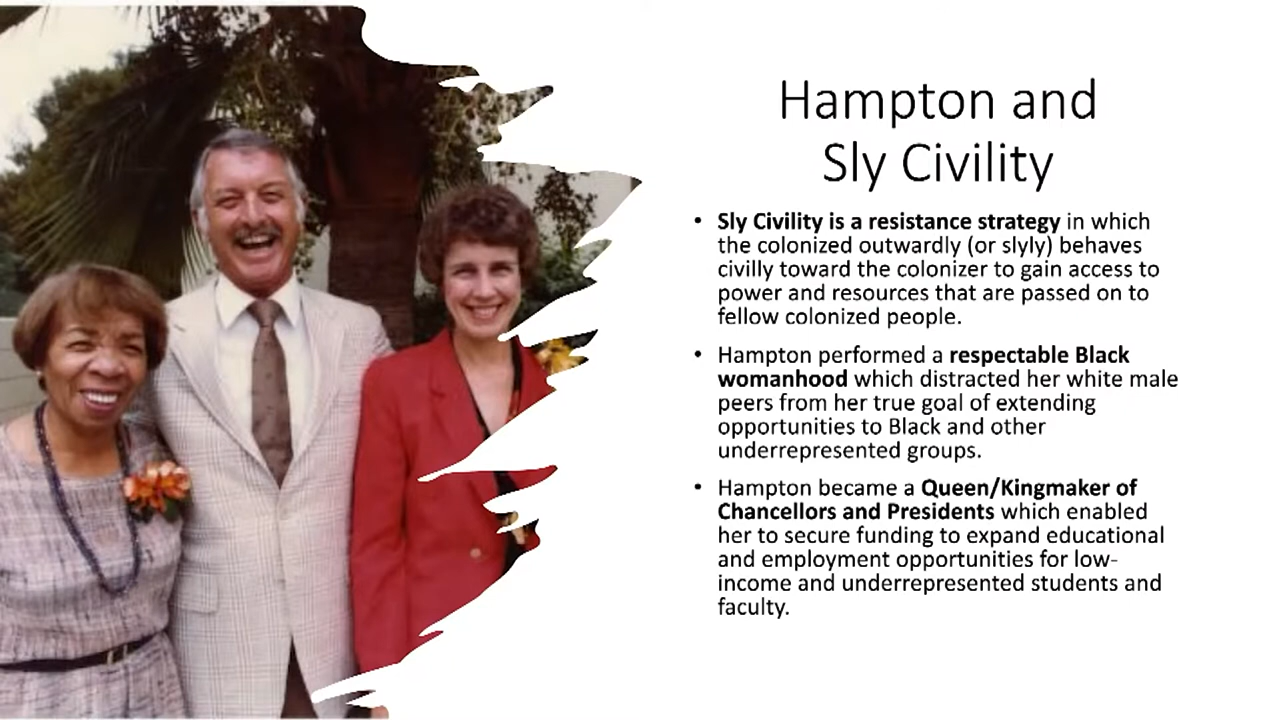 Hampton and
Sly Civility
• Sly Civility is a resistance strategy in which
the colonized outwardly (or slyly) behaves
civilly toward the colonizer to gain access to
power and resources that are passed on to
fellow colonized people.
• Hampton performed a respectable Black
womanhood which distracted her white male
peers from her true goal of extending
opportunities to Black and other
underrepresented groups.
• Hampton became a Queen/Kingmaker of
Chancellors and Presidents which enabled
her to secure funding to expand educational
and employment opportunities for low-
income and underrepresented students and
faculty.